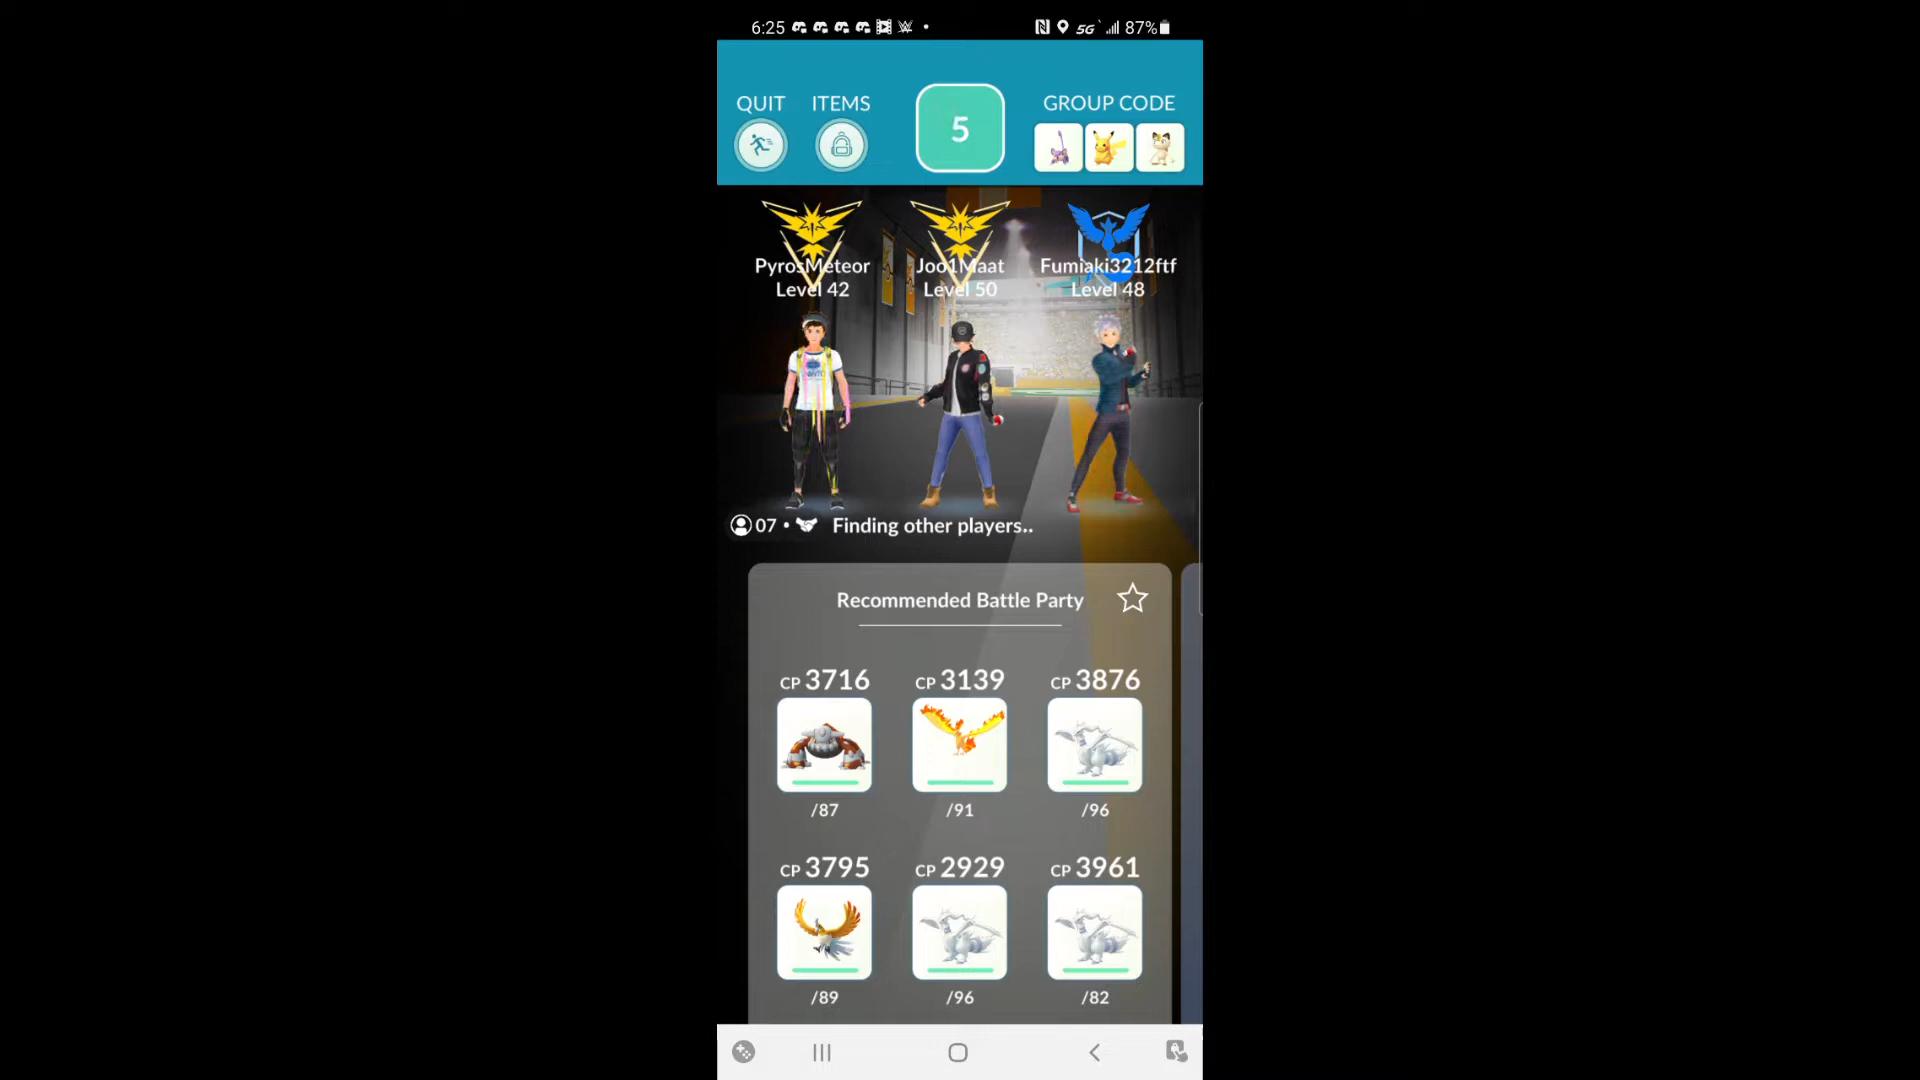 6:25 5G 87%
QUIT ITEMS 5 GROUP CODE
PyrosMeteor Joo1Maat Fumiaki3212ftf
Level 42 Level 50 Level 48
07 • Finding other players..
Recommended Battle Party
CP 3716 CP 3139 CP 3876
/87 /91 /96
CP 3795 CP 2929 CP 3961
/89 /96 /82